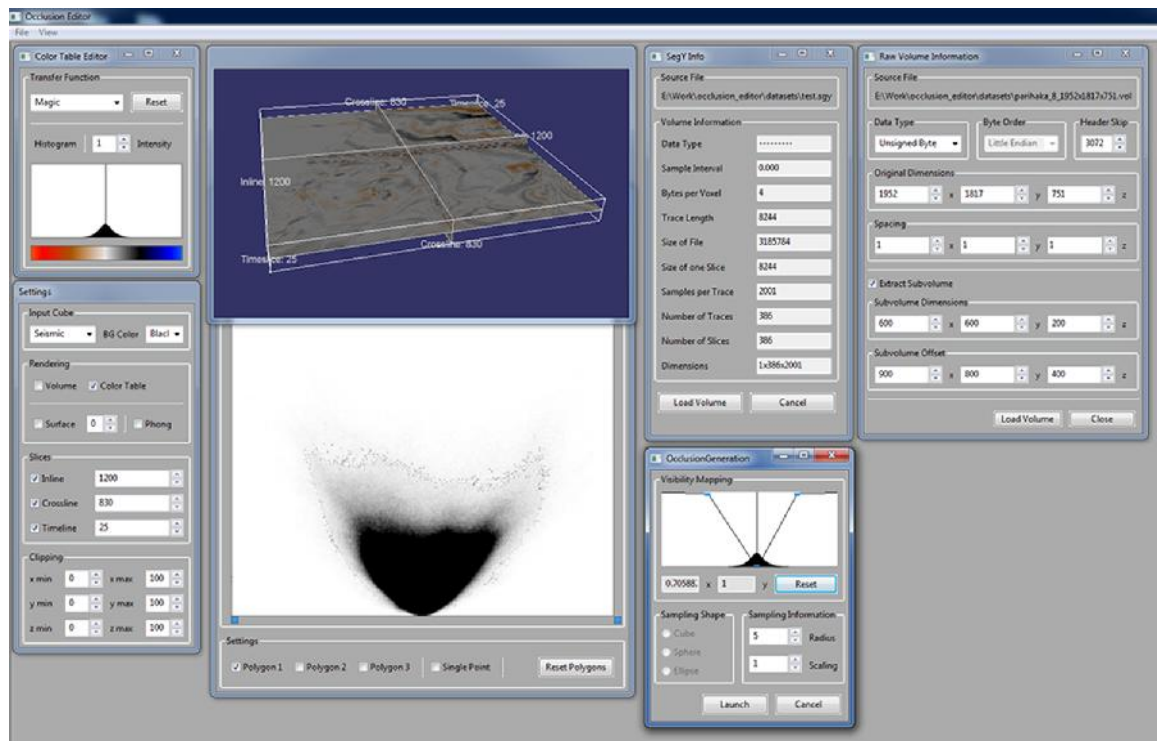 Occlusion Editor
File View
Color Table Editor
Transfer Function
Magic Reset
Histogram 1 Intensity
Settings
Input Cube
Seismic BG Color Blacl
Rendering
Volume Color Table
Surface 0 Phong
Slices
Inline 1200
Crossline 830
Timeline 25
Clipping
x min 0 x max 100
y min 0 y max 100
z min 0 z max 100
Crossline: 830
Timeslice: 25
1200
Inline: 1200
Crossline: 830
Timeslice: 25
Settings
Polygon 1 Polygon 2 Polygon 3 Single Point Reset Polygons
SegY Info
Source File
E:\Work\occlusion_editor\datasets\test.sgy
Volume Information
Data Type ---------
Sample Interval 0.000
Bytes per Voxel 4
Trace Length 8244
Size of File 3185784
Size of one Slice 8244
Samples per Trace 2001
Number of Traces 386
Number of Slices 386
Dimensions 1x386x2001
Load Volume Cancel
OcclusionGeneration
Visibility Mapping
0.70588. x 1 y Reset
Sampling Shape
Cube
Sphere
Ellipse
Sampling Information
5 Radius
1 Scaling
Launch Cancel
Raw Volume Information
Source File
E:\Work\occlusion_editor\datasets\parihaka_8_1952x1817x751.vol
Data Type Byte Order Header Skip
Unsigned Byte Little Endian 3072
Original Dimensions
1952 x 1817 y 751 z
Spacing
1 x 1 y 1 z
Extract Subvolume
Subvolume Dimensions
600 x 600 y 200 z
Subvolume Offset
900 x 800 y 400 z
Load Volume Close